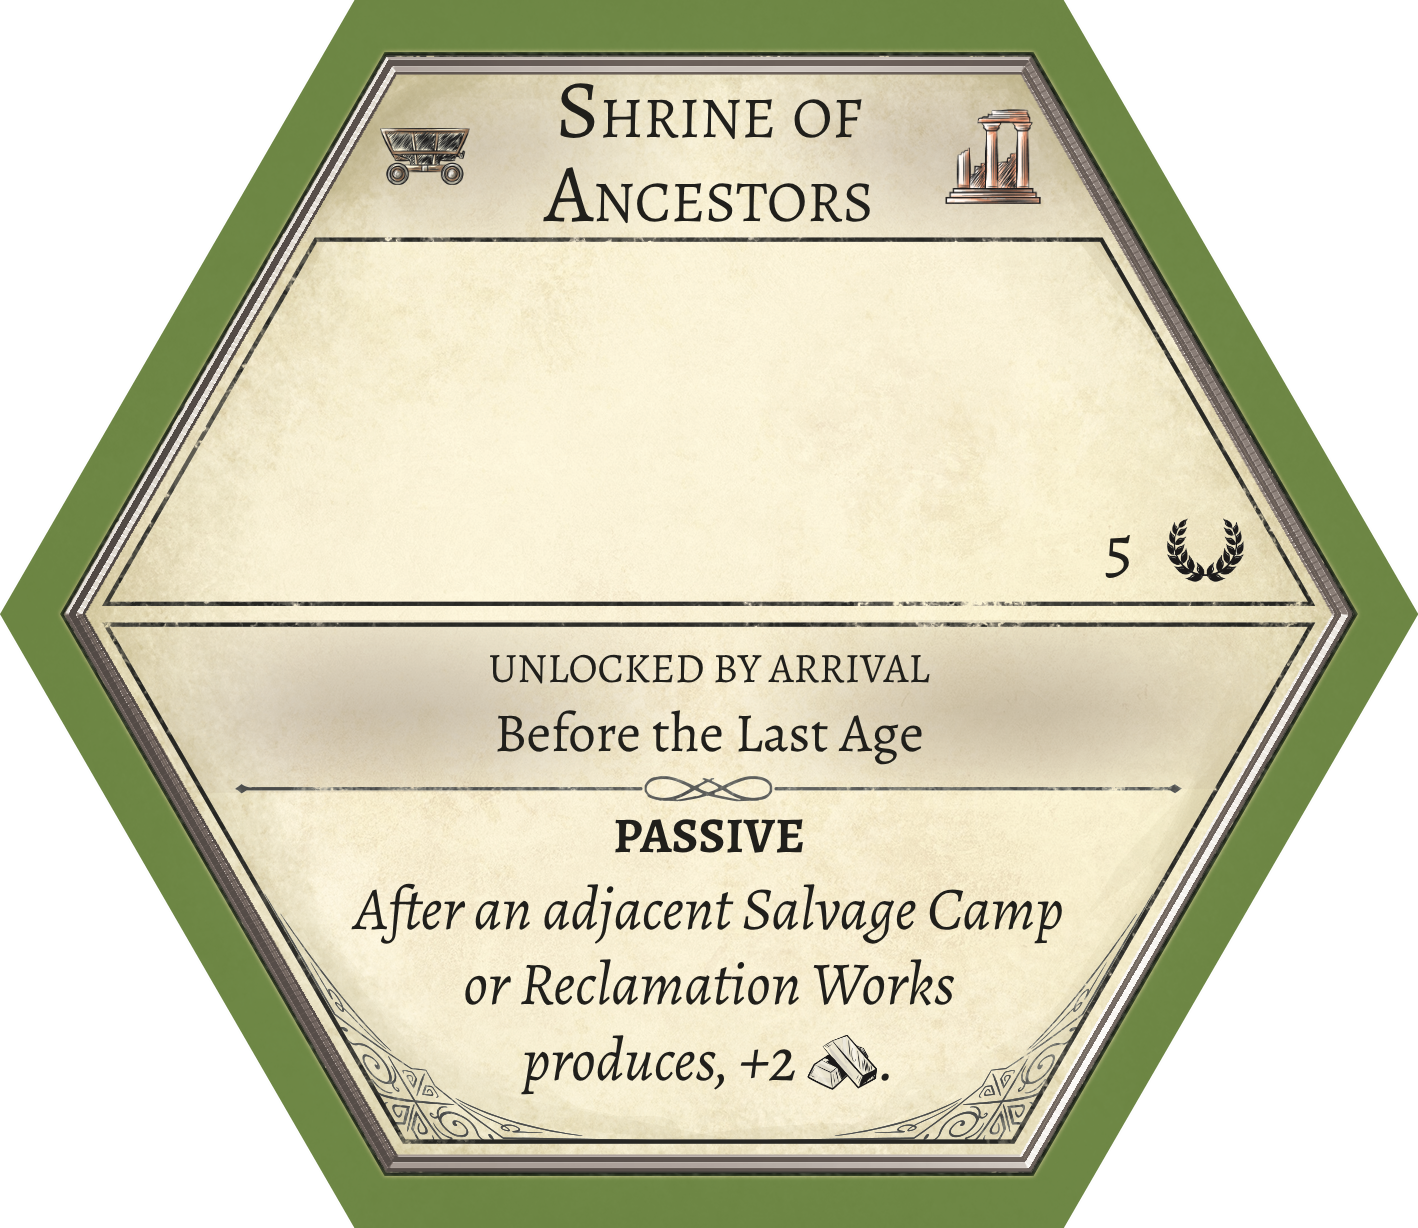 Shrine of
Ancestors
5
UNLOCKED BY ARRIVAL
Before the Last Age
PASSIVE
After an adjacent Salvage Camp
or Reclamation Works
produces, +2 .